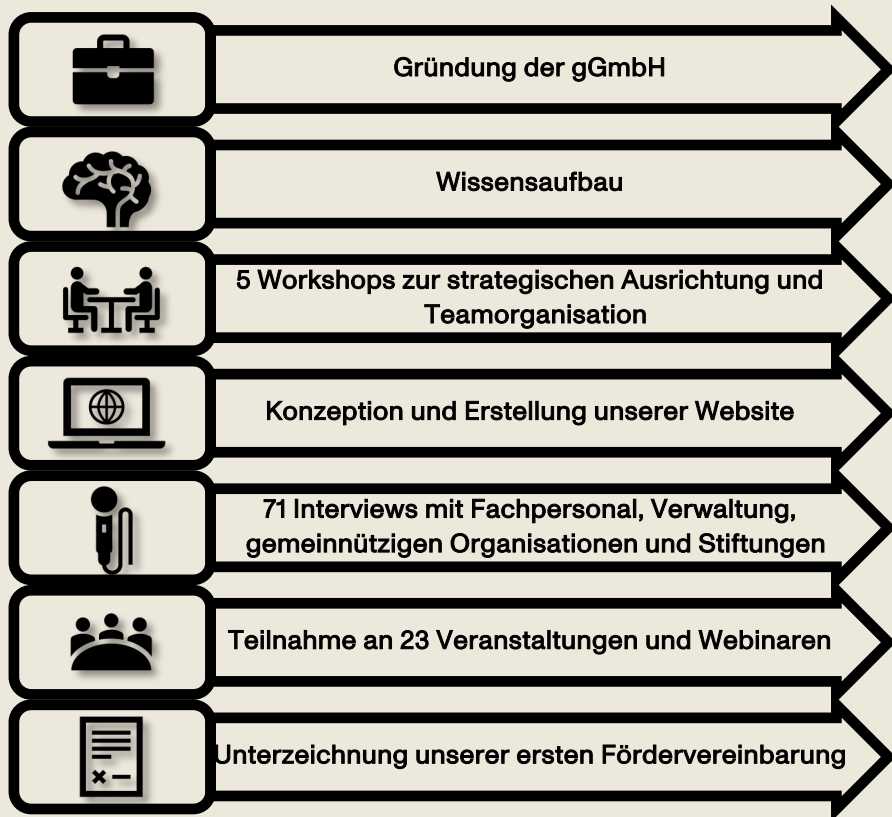 Gründung der gGmbH
Wissensaufbau
5 Workshops zur strategischen Ausrichtung und
Teamorganisation
Konzeption und Erstellung unserer Website
71 Interviews mit Fachpersonal, Verwaltung,
gemeinnützigen Organisationen und Stiftungen
Teilnahme an 23 Veranstaltungen und Webinaren
Unterzeichnung unserer ersten Fördervereinbarung